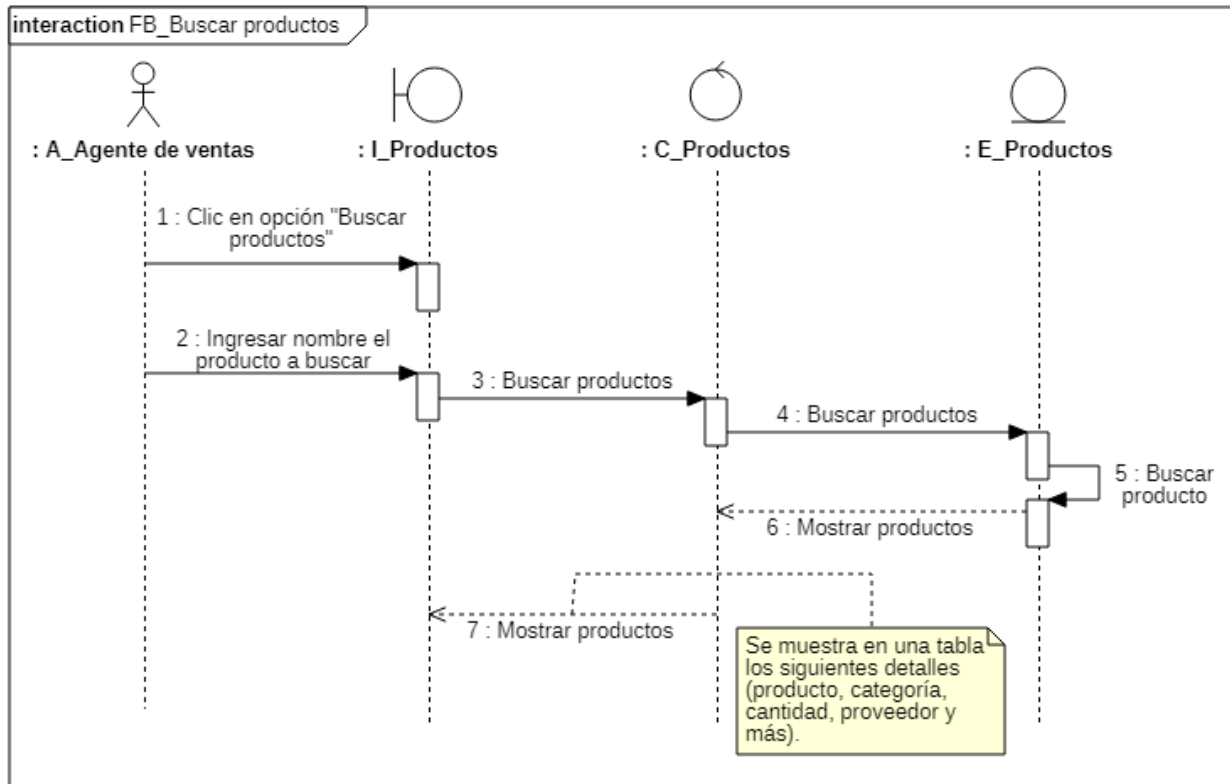 interaction FB_Buscar productos
: A_Agente de ventas
: I_Productos
: C_Productos
: E_Productos
1 : Clic en opción "Buscar
productos"
2 : Ingresar nombre el
producto a buscar
3 : Buscar productos
4 : Buscar productos
5 : Buscar
producto
6 : Mostrar productos
7 : Mostrar productos
Se muestra en una tabla
los siguientes detalles
(producto, categoría,
cantidad, proveedor y
más).